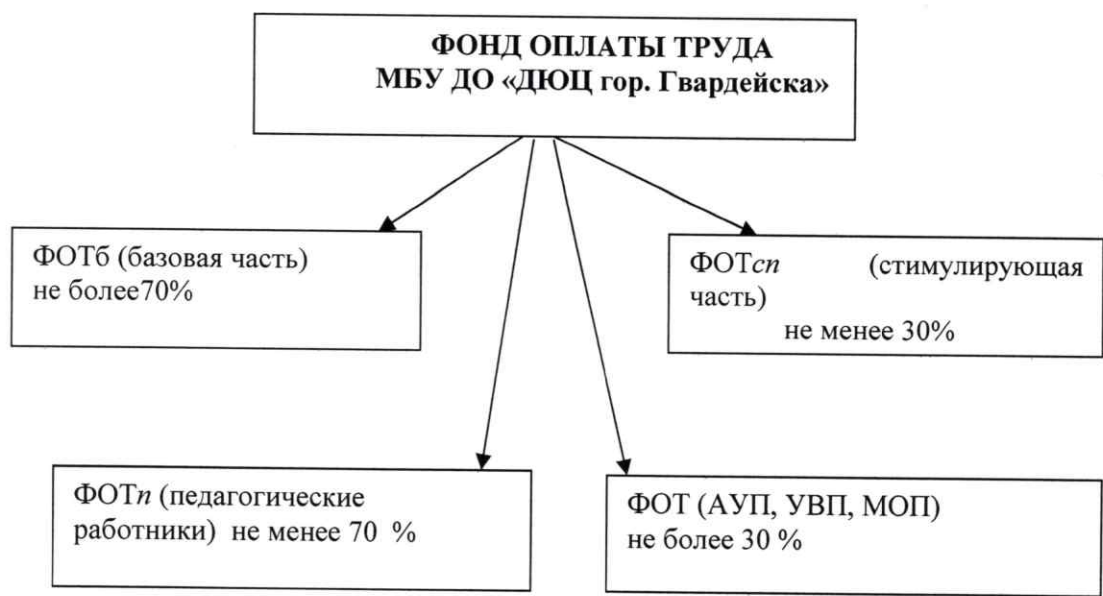 ФОНД ОПЛАТЫ ТРУДА
МБУ ДО «ДЮЦ гор. Гвардейска»
ФОТб (базовая часть)
не более70%
ФОТсп (стимулирующая
часть)
не менее 30%
ФОТп (педагогические
работники) не менее 70 %
ФОТ (АУП, УВП, МОП)
не более 30 %